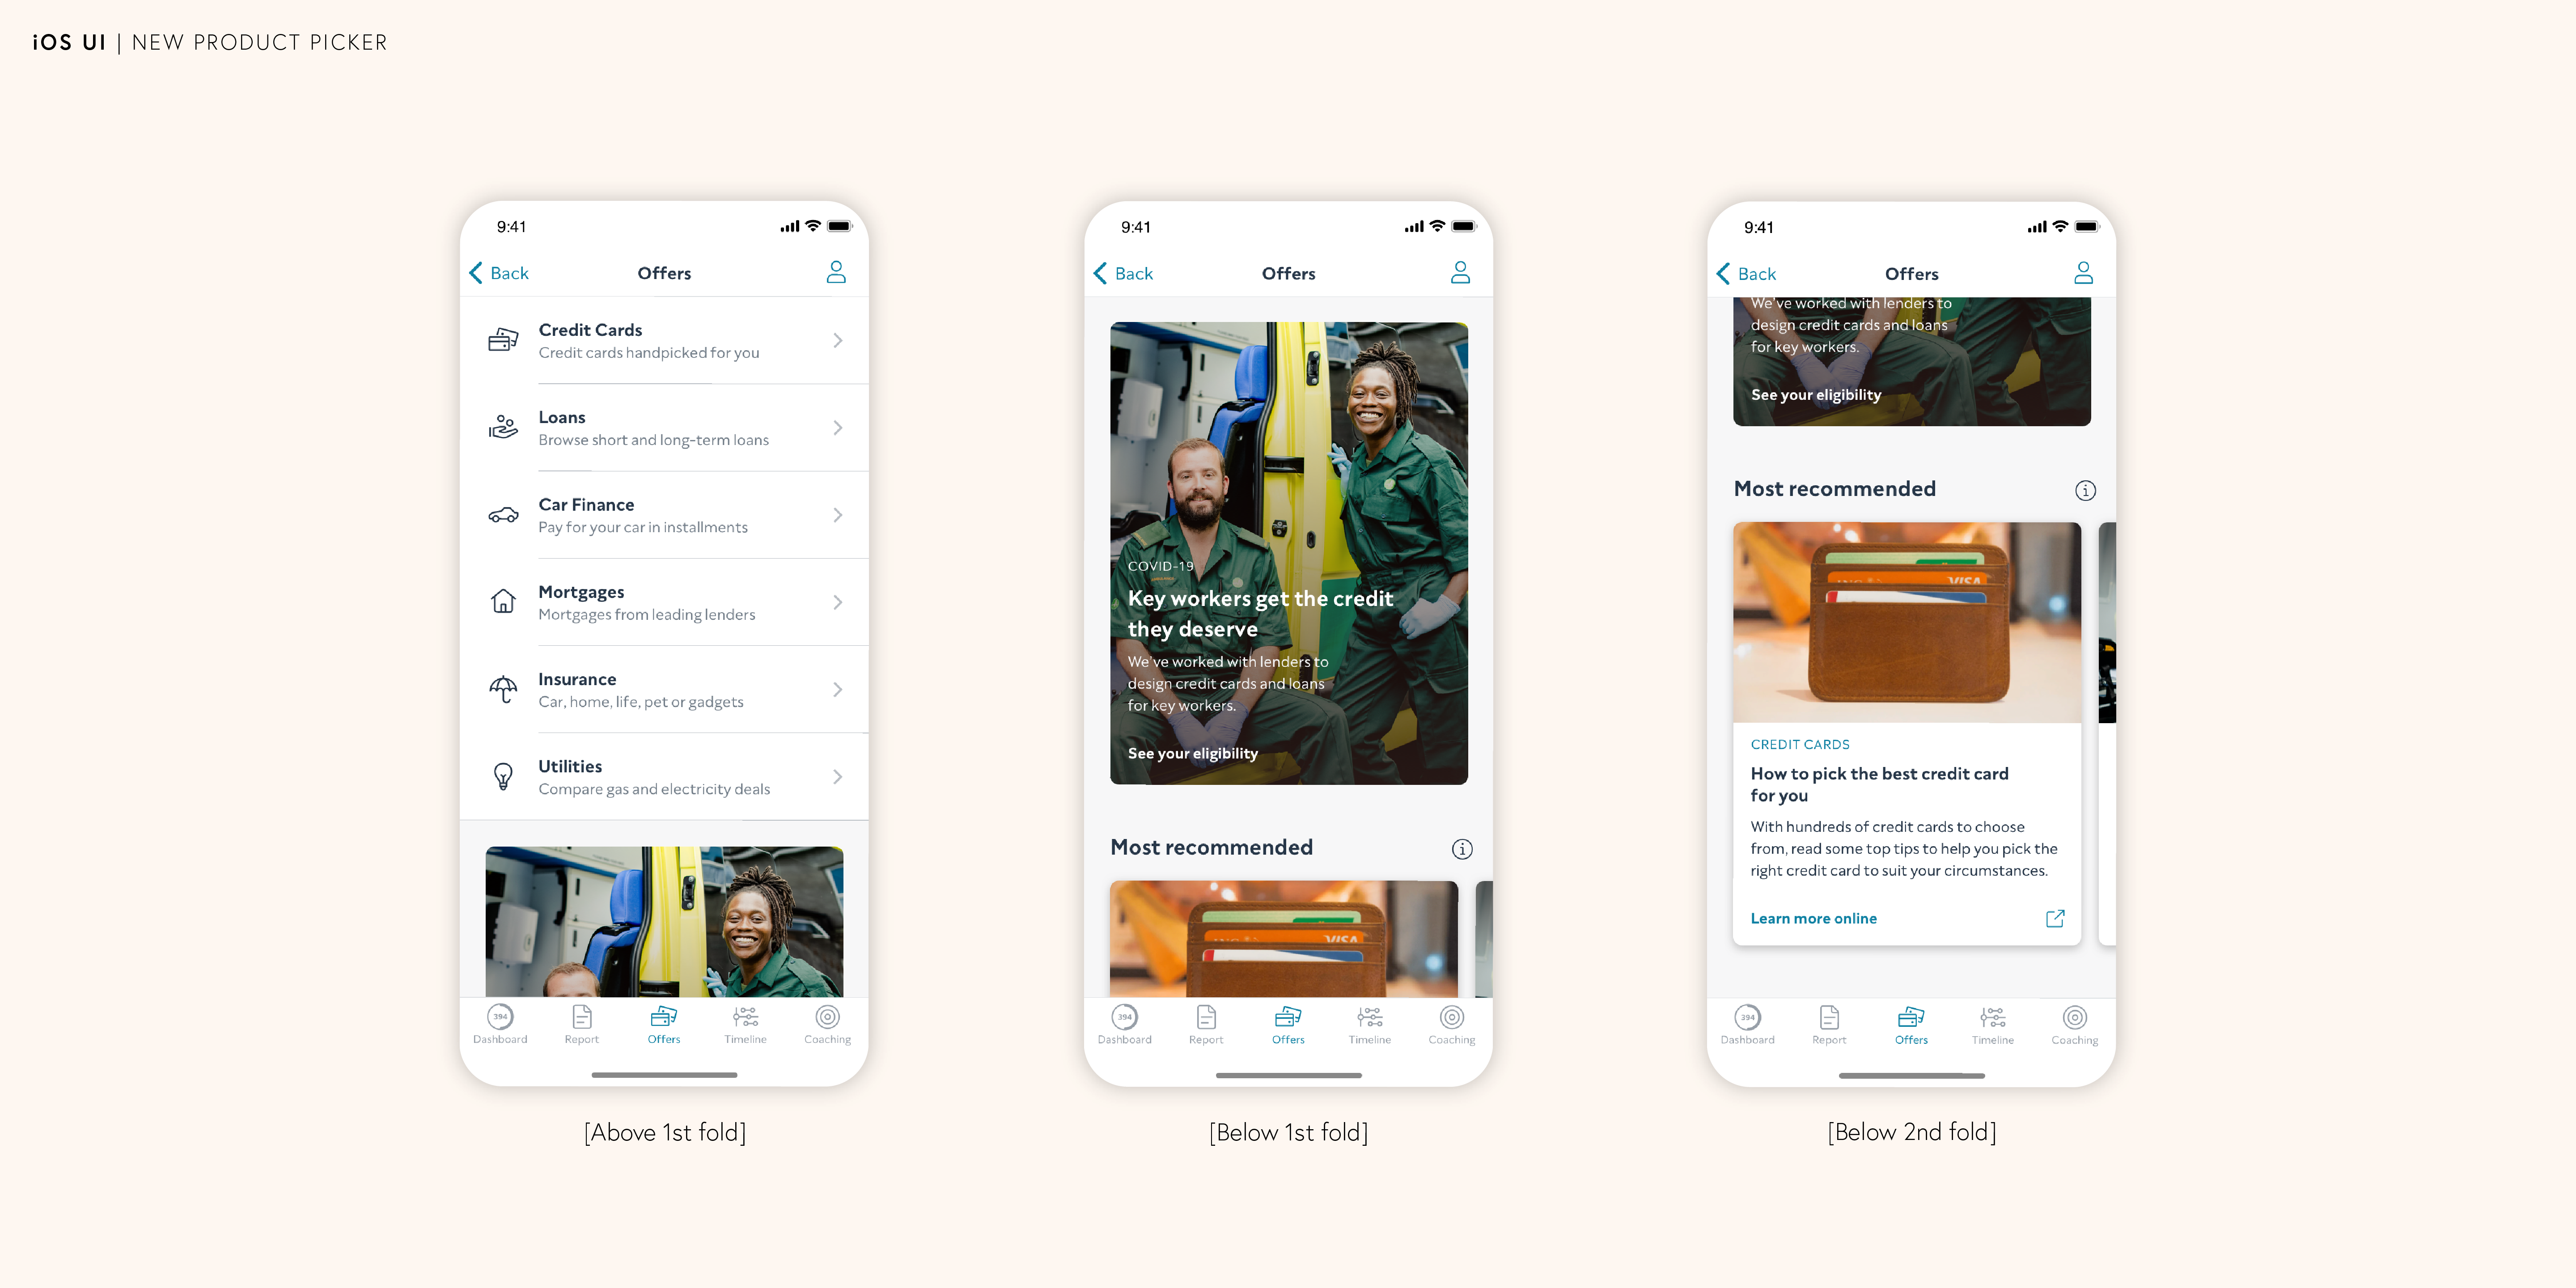 iOS UI | NEW PRODUCT PICKER
9:41
Back
Offers
Credit Cards
Credit cards handpicked for you
Loans
Browse short and long-term loans
Car Finance
Pay for your car in installments
Mortgages
Mortgages from leading lenders
Insurance
Car, home, life, pet or gadgets
Utilities
Compare gas and electricity deals
394
Dashboard
Report
Offers
Timeline
Coaching
[Above 1st fold]
9:41
Back
Offers
COVID-19
Key workers get the credit
they deserve
We've worked with lenders to
design credit cards and loans
for key workers.
See your eligibility
Most recommended
VISA
394
Dashboard
Report
Offers
Timeline
Coaching
[Below 1st fold]
9:41
Back
Offers
We've worked with lenders to
design credit cards and loans
for key workers.
See your eligibility
Most recommended
VISA
CREDIT CARDS
How to pick the best credit card
for you
With hundreds of credit cards to choose
from, read some top tips to help you pick the
right credit card to suit your circumstances.
Learn more online
394
Dashboard
Report
Offers
Timeline
Coaching
[Below 2nd fold]